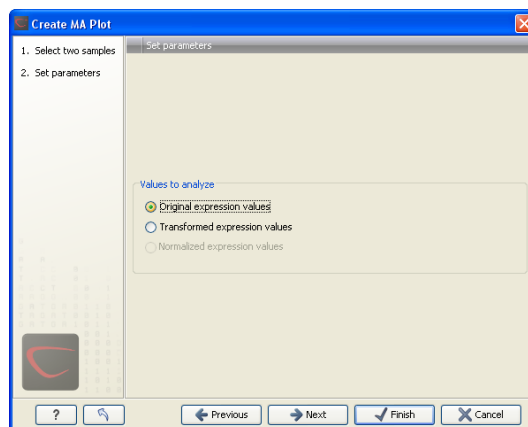 Create MA Plot
1. Select two samples
2. Set parameters
Set parameters
Values to analyze
Original expression values
Transformed expression values
Normalized expression values
?
Previous
Next
Finish
Cancel